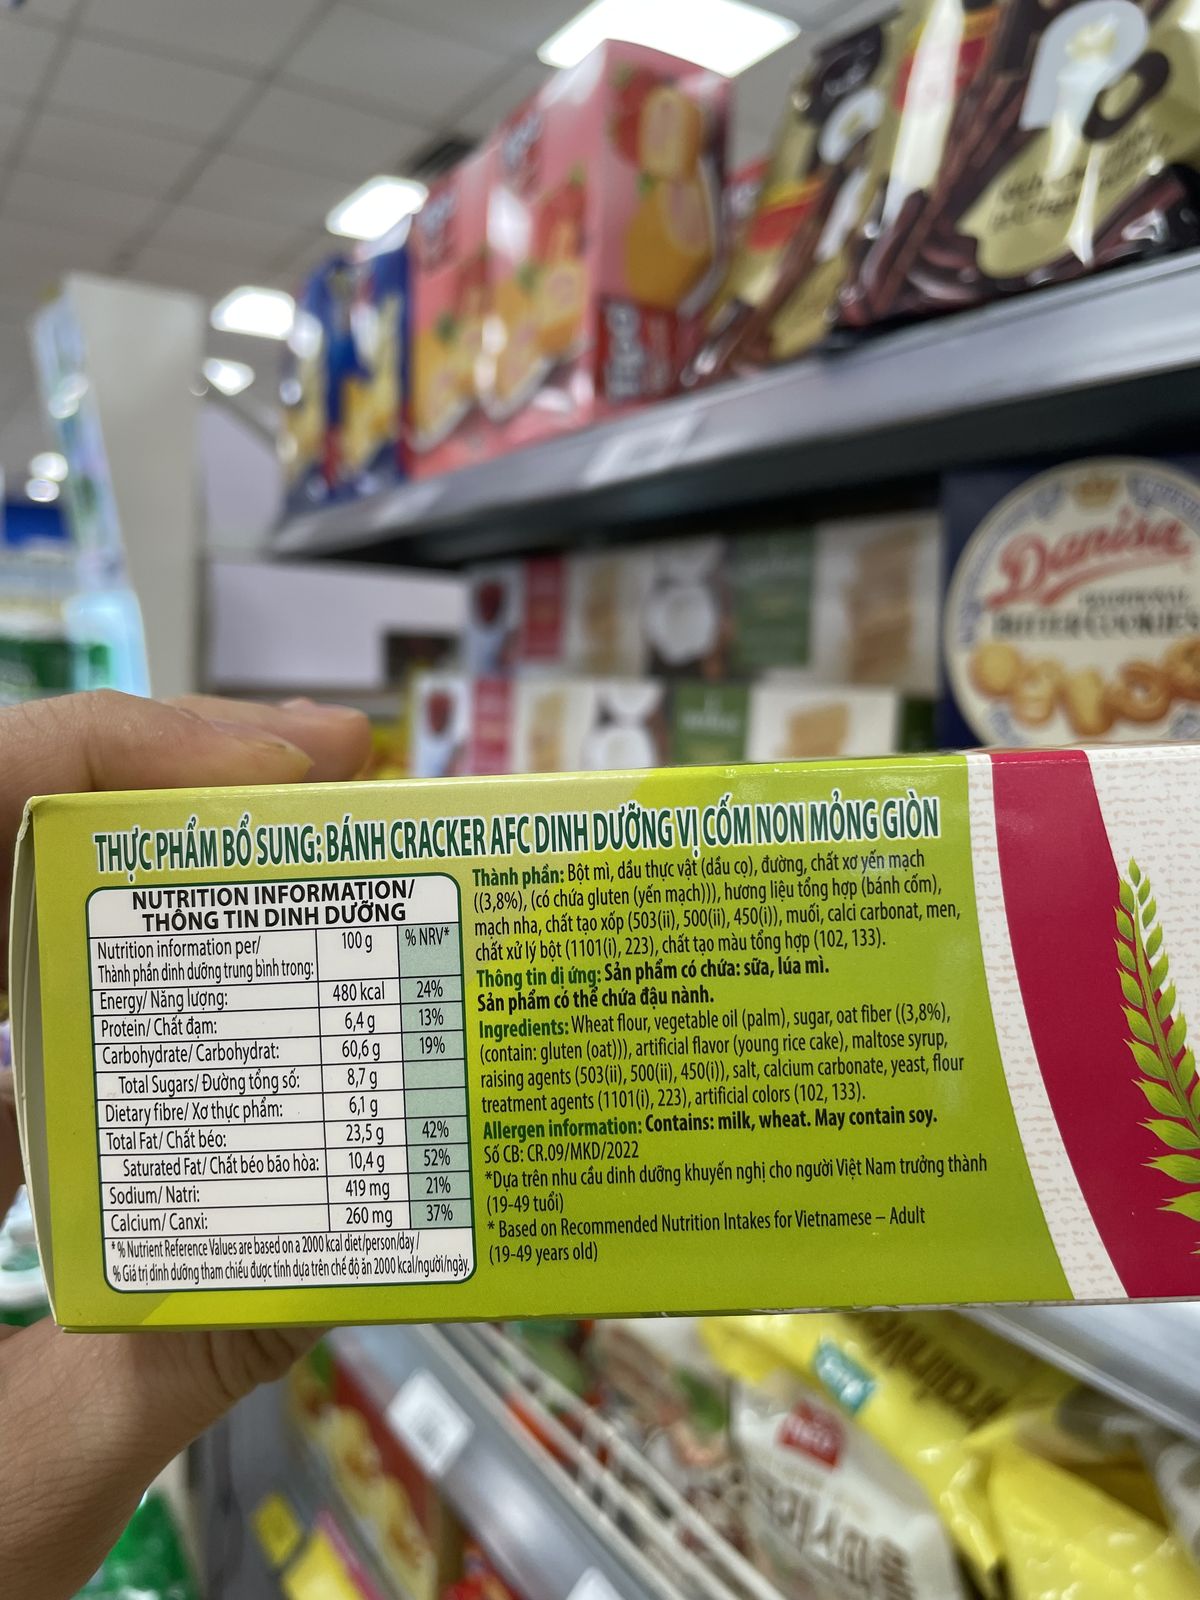 Danisa
TRADITIONAL
BUTTER COOKIES
THỰC PHẨM BỔ SUNG: BÁNH CRACKER AFC DINH DƯỠNG VỊ CỐM NON MỎNG GIÒN
NUTRITION INFORMATION/
THÔNG TIN DINH DƯỠNG
Nutrition information per/ 100 g % NRV*
Thành phần dinh dưỡng trung bình trong:
Energy/ Năng lượng: 480 kcal 24%
Protein/ Chất đạm: 6,4 g 13%
Carbohydrate/ Carbohydrat: 60,6 g 19%
Total Sugars/ Đường tổng số: 8,7 g
Dietary fibre/ Xơ thực phẩm: 6,1 g
Total Fat/ Chất béo: 23,5 g 42%
Saturated Fat/ Chất béo bão hòa: 10,4 g 52%
Sodium/ Natri: 419 mg 21%
Calcium/ Canxi: 260 mg 37%
*% Nutrient Reference Values are based on a 2000 kcal diet/person/day /
% Giá trị dinh dưỡng tham chiếu được tính dựa trên chế độ ăn 2000 kcal/người/ngày.
Thành phần: Bột mì, dầu thực vật (dầu cọ), đường, chất xơ yến mạch
((3,8%), (có chứa gluten (yến mạch))), hương liệu tổng hợp (bánh cốm),
mạch nha, chất tạo xốp (503(ii), 500(ii), 450(i)), muối, calci carbonat, men,
chất xử lý bột (1101(i), 223), chất tạo màu tổng hợp (102, 133).
Thông tin dị ứng: Sản phẩm có chứa: sữa, lúa mì.
Sản phẩm có thể chứa đậu nành.
Ingredients: Wheat flour, vegetable oil (palm), sugar, oat fiber ((3,8%),
(contain: gluten (oat))), artificial flavor (young rice cake), maltose syrup,
raising agents (503(ii), 500(ii), 450(i)), salt, calcium carbonate, yeast, flour
treatment agents (1101(i), 223), artificial colors (102, 133).
Allergen information: Contains: milk, wheat. May contain soy.
Số CB: CR.09/MKD/2022
*Dựa trên nhu cầu dinh dưỡng khuyến nghị cho người Việt Nam trưởng thành
(19-49 tuổi)
* Based on Recommended Nutrition Intakes for Vietnamese – Adult
(19-49 years old)